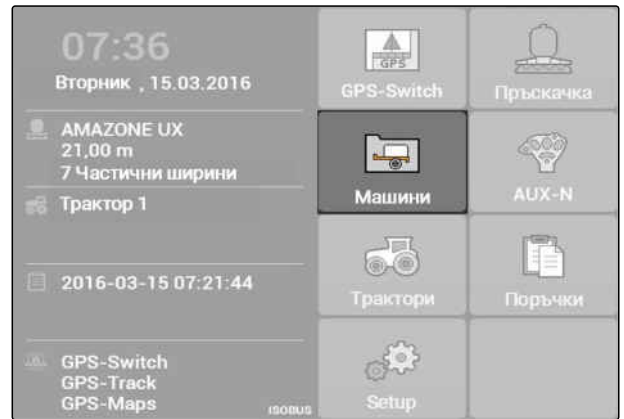 07:36
Вторник , 15.03.2016
AMAZONE UX
21,00 m
7 Частични ширини
Трактор 1
2016-03-15 07:21:44
GPS-Switch
GPS-Track
GPS-Maps
ISOBUS
GPS
GPS-Switch
Пръскачка
Машини
AUX-N
Трактори
Поръчки
Setup